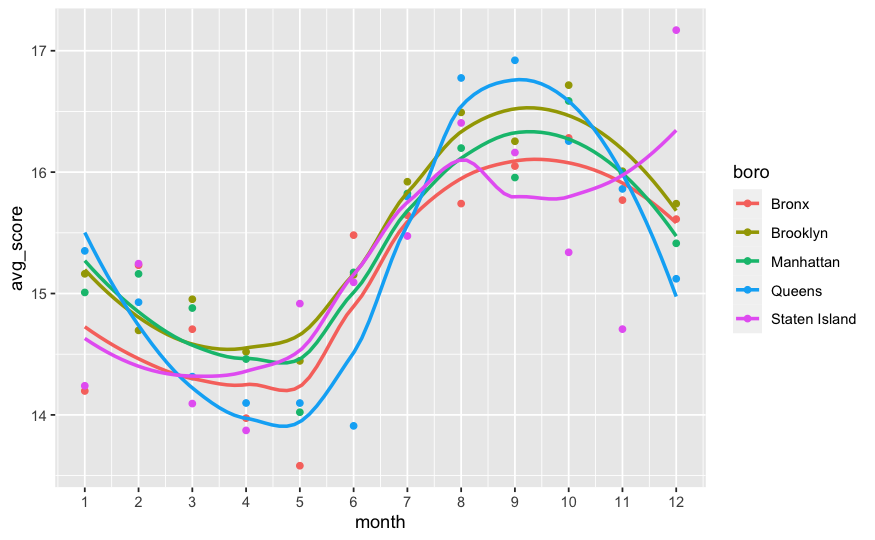 17
16
15
14
avg_score
1 2 3 4 5 6 7 8 9 10 11 12
month
boro
Bronx
Brooklyn
Manhattan
Queens
Staten Island